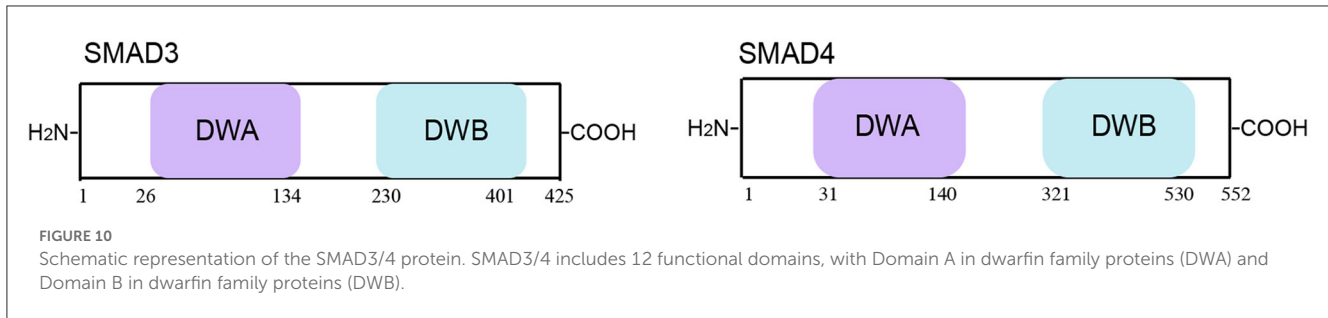 SMAD3
H2N- DWA DWB -COOH
1 26 134 230 401 425
SMAD4
H2N- DWA DWB -COOH
1 31 140 321 530 552
FIGURE 10
Schematic representation of the SMAD3/4 protein. SMAD3/4 includes 12 functional domains, with Domain A in dwarfin family proteins (DWA) and
Domain B in dwarfin family proteins (DWB).